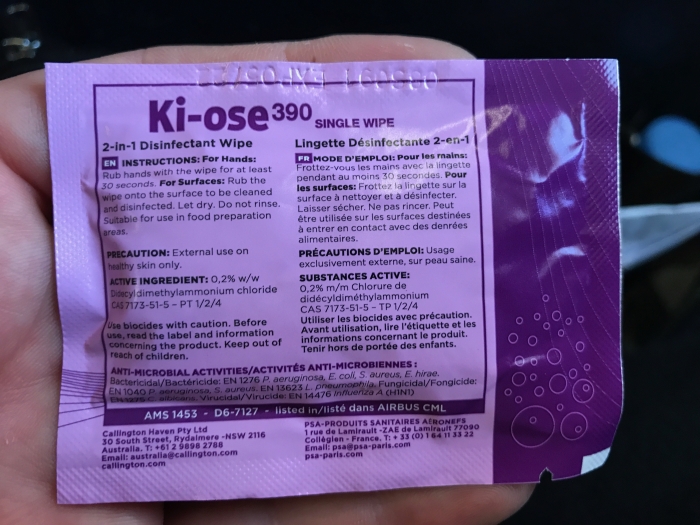 Ki-ose390 SINGLE WIPE
2-in-1 Disinfectant Wipe
EN INSTRUCTIONS: For Hands:
Rub hands with the wipe for at least
30 seconds. For Surfaces: Rub the
wipe onto the surface to be cleaned
and disinfected. Let dry. Do not rinse.
Suitable for use in food preparation
areas.
PRECAUTION: External use on
healthy skin only.
ACTIVE INGREDIENT: 0,2% w/w
Didecyldimethylammonium chloride
CAS 7173-51-5 – PT 1/2/4
Use biocides with caution. Before
use, read the label and information
concerning the product. Keep out of
reach of children.
Lingette Désinfectante 2-en-1
FR MODE D'EMPLOI: Pour les mains:
Frottez-vous les mains avec la lingette
pendant au moins 30 secondes. Pour
les surfaces: Frottez la lingette sur la
surface à nettoyer et à désinfecter.
Laisser sécher. Ne pas rincer. Peut
être utilisée sur les surfaces destinées
à entrer en contact avec des denrées
alimentaires.
PRÉCAUTIONS D'EMPLOI: Usage
exclusivement externe, sur peau saine.
SUBSTANCES ACTIVE:
0,2% m/m Chlorure de
didécyldiméthylammonium
CAS 7173-51-5 – TP 1/2/4
Utiliser les biocides avec précaution.
Avant utilisation, lire l'étiquette et les
informations concernant le produit.
Tenir hors de portée des enfants.
ANTI-MICROBIAL ACTIVITIES/ACTIVITÉS ANTI-MICROBIENNES :
Bactericidal/Bactéricide: EN 1276 P. aeruginosa, E. coli, S. aureus, E. hirae.
EN 1040 P. aeruginosa, S. aureus. EN 13623 L. pneumophila, Fungicidal/Fongicide:
EN 1275 C. albicans, Virucidal/Virucide: EN 14476 Influenza A (H1N1)
AMS 1453 - D6-7127 - listed in/listé dans AIRBUS CML
Callington Haven Pty Ltd
30 South Street, Rydalmere -NSW 2116
Australia, T: +61 2 9898 2788
Email: australia@callington.com
callington.com
PSA-PRODUITS SANITAIRES AÉRONEFS
1 rue de Lamirault -ZAE de Lamirault 77090
Collégien - France, T: + 33 (0) 1 64 11 33 22
Email: psa@psa-paris.com
psa-paris.com